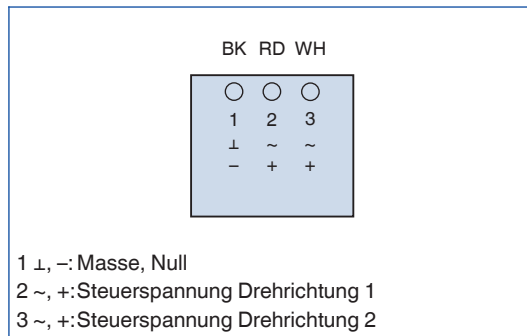 BK RD WH
1 2 3
⊥ ~ ~
– + +
1 ⊥, –: Masse, Null
2 ~, +:Steuerspannung Drehrichtung 1
3 ~, +:Steuerspannung Drehrichtung 2